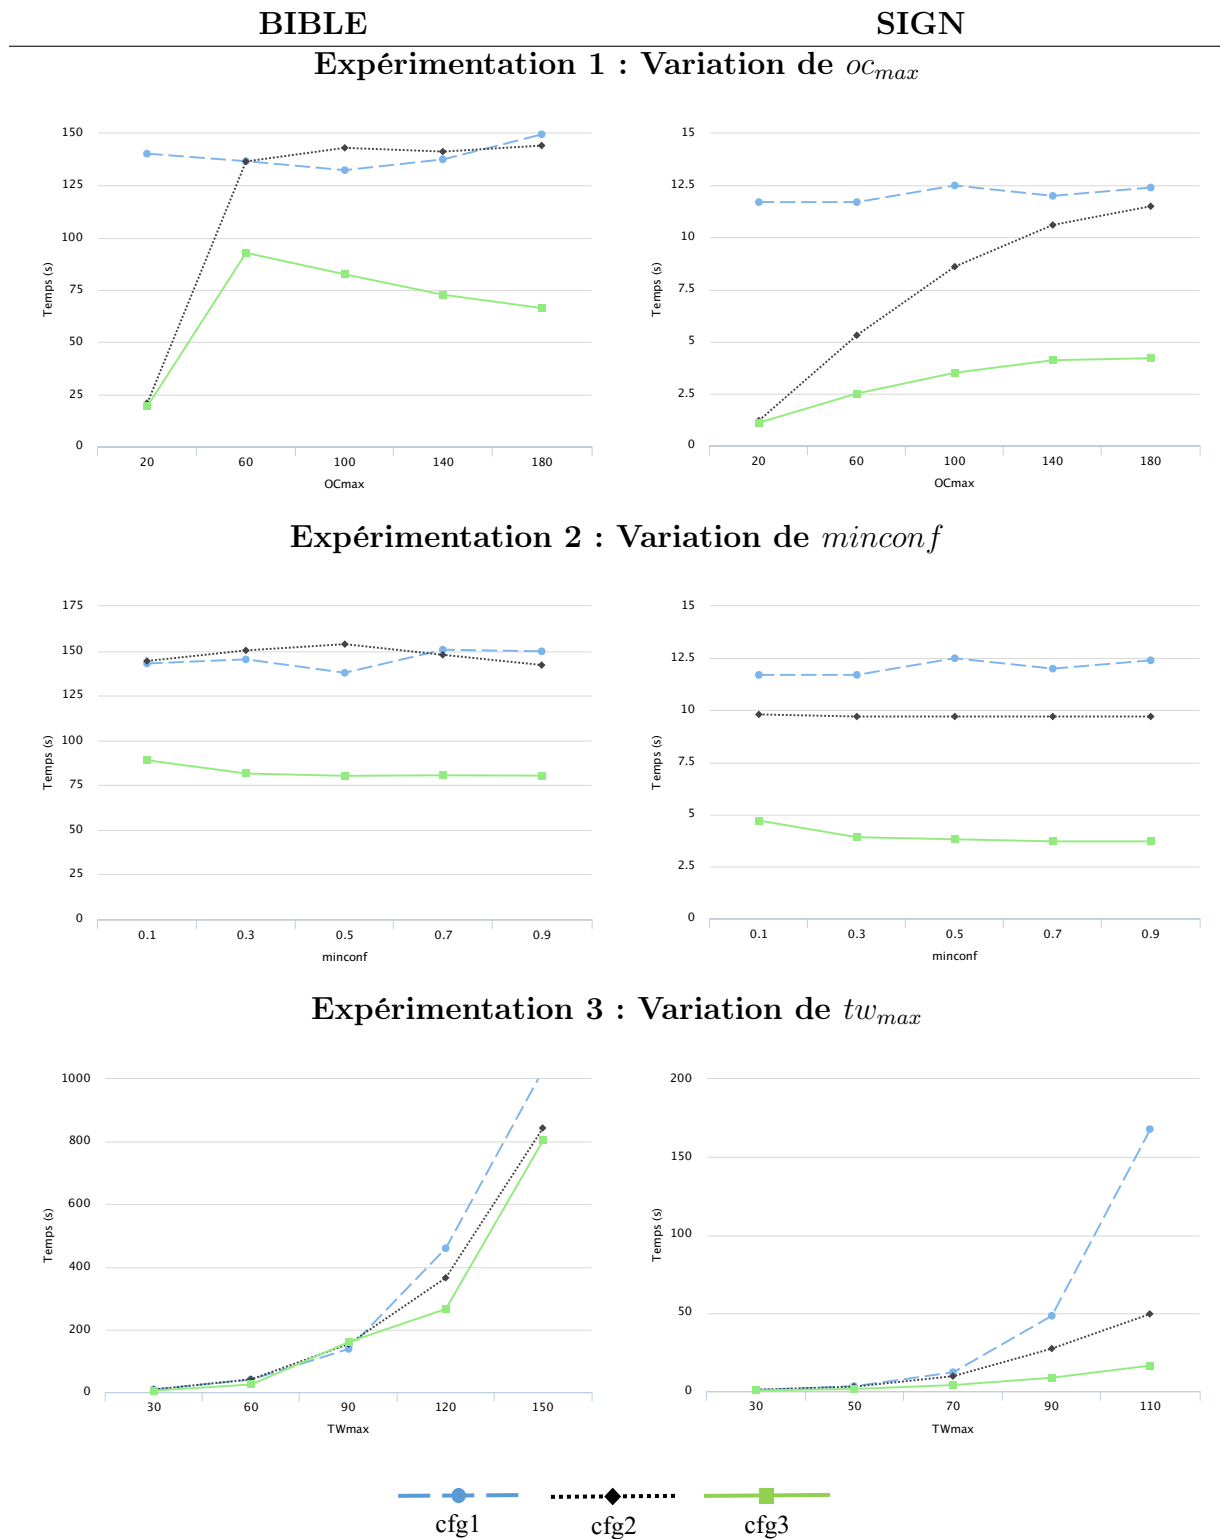 BIBLE SIGN
Expérimentation 1 : Variation de oc_max
150
125
100
75
50
25
0
Temps (s)
20 60 100 140 180
OCmax
15
12.5
10
7.5
5
2.5
0
Temps (s)
20 60 100 140 180
OCmax
Expérimentation 2 : Variation de minconf
175
150
125
100
75
50
25
0
Temps (s)
0.1 0.3 0.5 0.7 0.9
minconf
15
12.5
10
7.5
5
2.5
0
Temps (s)
0.1 0.3 0.5 0.7 0.9
minconf
Expérimentation 3 : Variation de tw_max
1000
800
600
400
200
0
Temps (s)
30 60 90 120 150
TWmax
200
150
100
50
0
Temps (s)
30 50 70 90 110
TWmax
cfg1 cfg2 cfg3